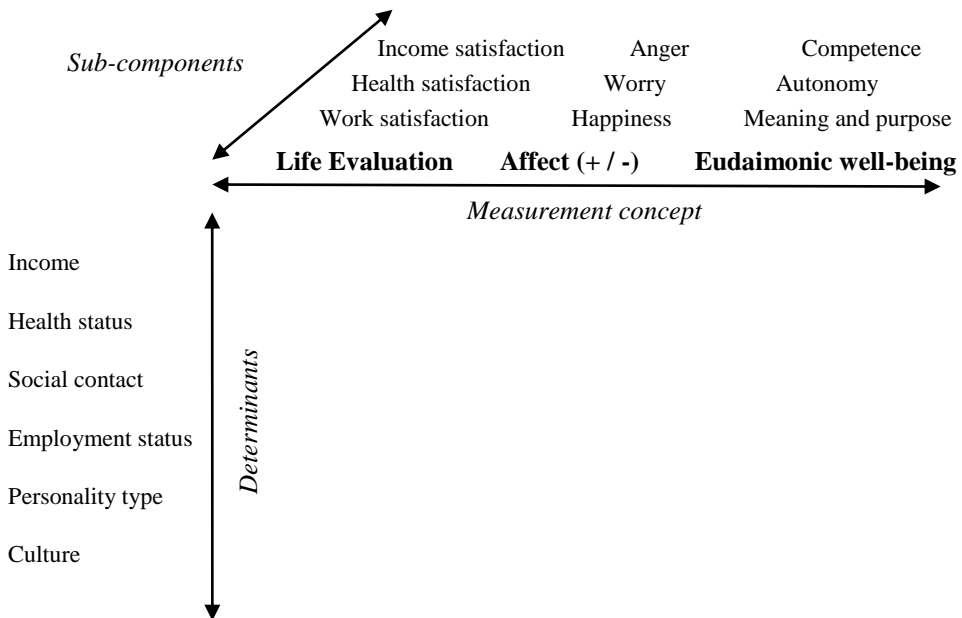 Income satisfaction Anger Competence
Sub-components
Health satisfaction Worry Autonomy
Work satisfaction Happiness Meaning and purpose
Life Evaluation Affect (+ / -) Eudaimonic well-being
Measurement concept
Income
Health status
Social contact
Employment status
Personality type
Culture
Determinants